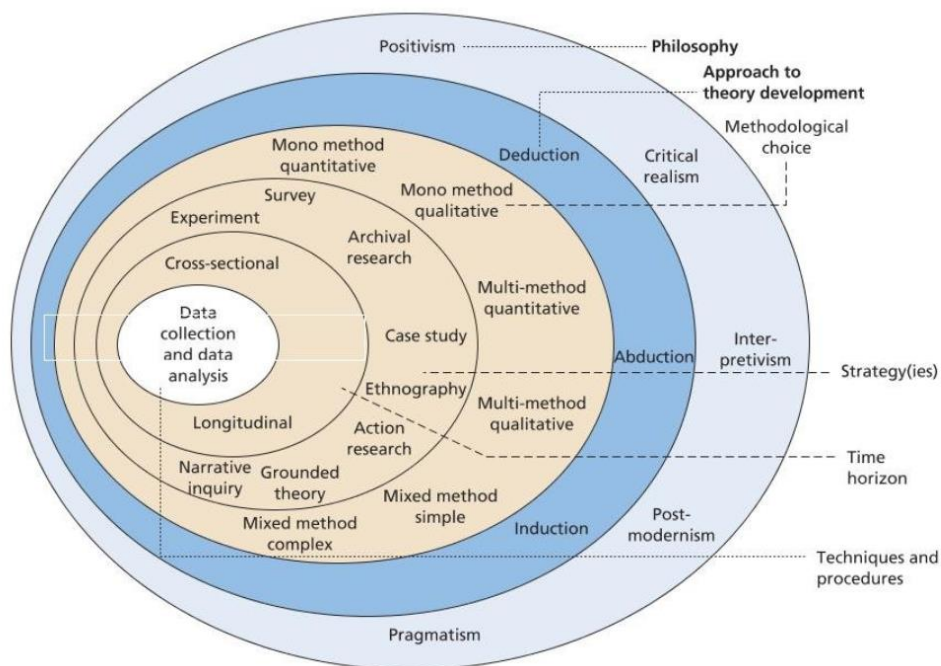 Positivism
Philosophy
Approach to
theory development
Methodological
choice
Mono method
quantitative
Deduction
Critical
realism
Mono method
qualitative
Survey
Experiment
Archival
research
Cross-sectional
Multi-method
quantitative
Data
collection
and data
analysis
Case study
Abduction
Inter-
pretivism
Strategy(ies)
Ethnography
Multi-method
qualitative
Longitudinal
Action
research
Time
horizon
Narrative
inquiry
Grounded
theory
Mixed method
simple
Mixed method
complex
Induction
Post-
modernism
Techniques and
procedures
Pragmatism